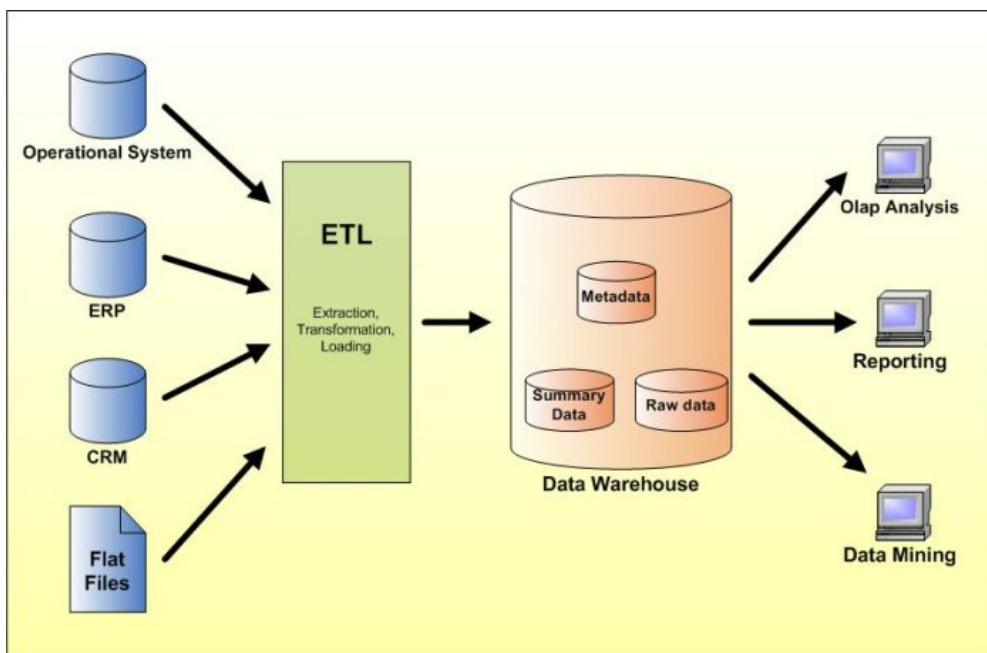 Operational System
ERP
CRM
Flat
Files
ETL
Extraction,
Transformation,
Loading
Metadata
Summary
Data
Raw data
Data Warehouse
Olap Analysis
Reporting
Data Mining